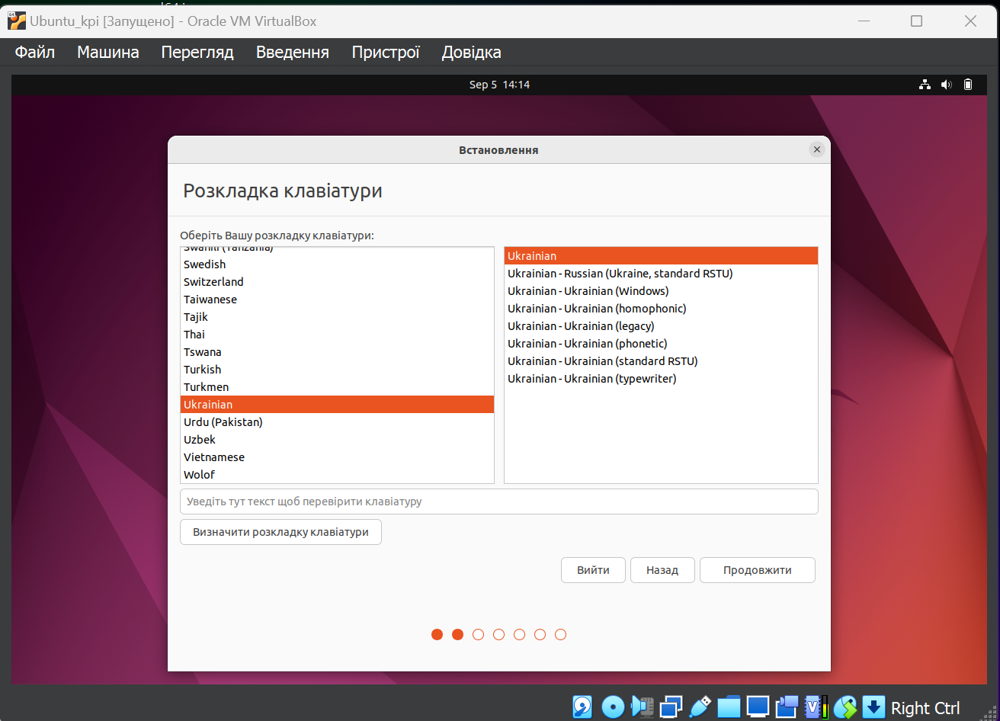 Ubuntu_kpi [Запущено] - Oracle VM VirtualBox
Файл Машина Перегляд Введення Пристрої Довідка
Sep 5 14:14
Встановлення
Розкладка клавіатури
Оберіть Вашу розкладку клавіатури:
Swahili (Tanzania)
Swedish
Switzerland
Taiwanese
Tajik
Thai
Tswana
Turkish
Turkmen
Ukrainian
Urdu (Pakistan)
Uzbek
Vietnamese
Wolof
Ukrainian
Ukrainian - Russian (Ukraine, standard RSTU)
Ukrainian - Ukrainian (Windows)
Ukrainian - Ukrainian (homophonic)
Ukrainian - Ukrainian (legacy)
Ukrainian - Ukrainian (phonetic)
Ukrainian - Ukrainian (standard RSTU)
Ukrainian - Ukrainian (typewriter)
Уведіть тут текст щоб перевірити клавіатуру
Визначити розкладку клавіатури
Вийти Назад Продовжити
Right Ctrl